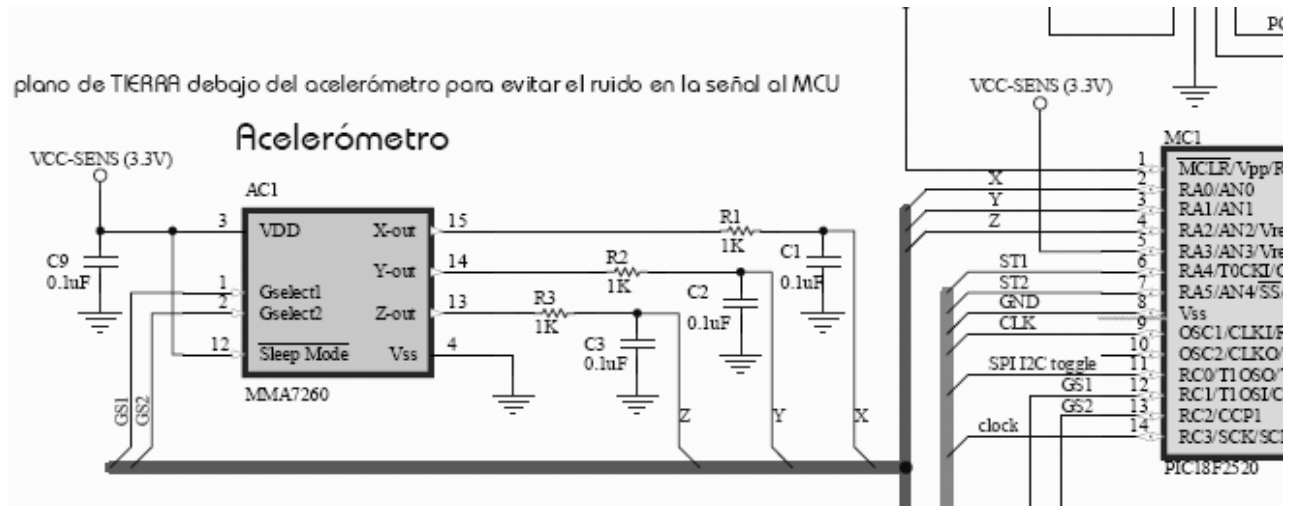 PC
plano de TIERRA debajo del acelerómetro para evitar el ruido en la señal al MCU
VCC-SENS (3.3V)
Acelerómetro
MC1
VCC-SENS (3.3V)
AC1
1
MCLR/Vpp/R
2
X
RA0/AN0
3
Y
RA1/AN1
4
Z
RA2/AN2/Vre
5
RA3/AN3/Vre
6
ST1
RA4/T0CKI/C
7
ST2
RA5/AN4/SS/
8
GND
Vss
9
CLK
OSC1/CLKI/R
10
OSC2/CLKO/
11
SPI I2C toggle
RC0/T1OSO/T
12
GS1
RC1/T1OSI/C
13
GS2
RC2/CCP1
14
clock
RC3/SCK/SCL
PIC18F2520
3
VDD
X-out
15
R1
1K
C1
0.1uF
Y-out
14
R2
1K
C2
0.1uF
Z-out
13
R3
1K
C3
0.1uF
C9
0.1uF
1
Gselect1
2
Gselect2
12
Sleep Mode
Vss
4
MMA7260
GS1
GS2
Z
Y
X